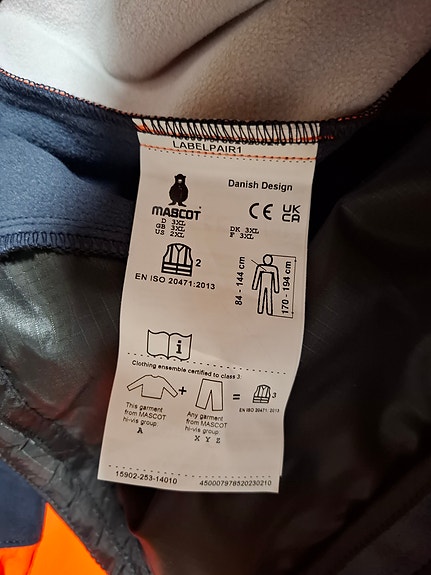 LABELPAIR1
Danish Design
MASCOT
CE UK CA
D 3XL
GB 3XL
US 2XL
DK 3XL
F 3XL
2
EN ISO 20471:2013
84 - 144 cm
170 - 194 cm
i
Clothing ensemble certified to class 3:
+ = 3
EN ISO 20471: 2013
This garment
from MASCOT
hi-vis group:
A
Any garment
from MASCOT
hi-vis group:
X Y Z
15902-253-14010
450007978520230210